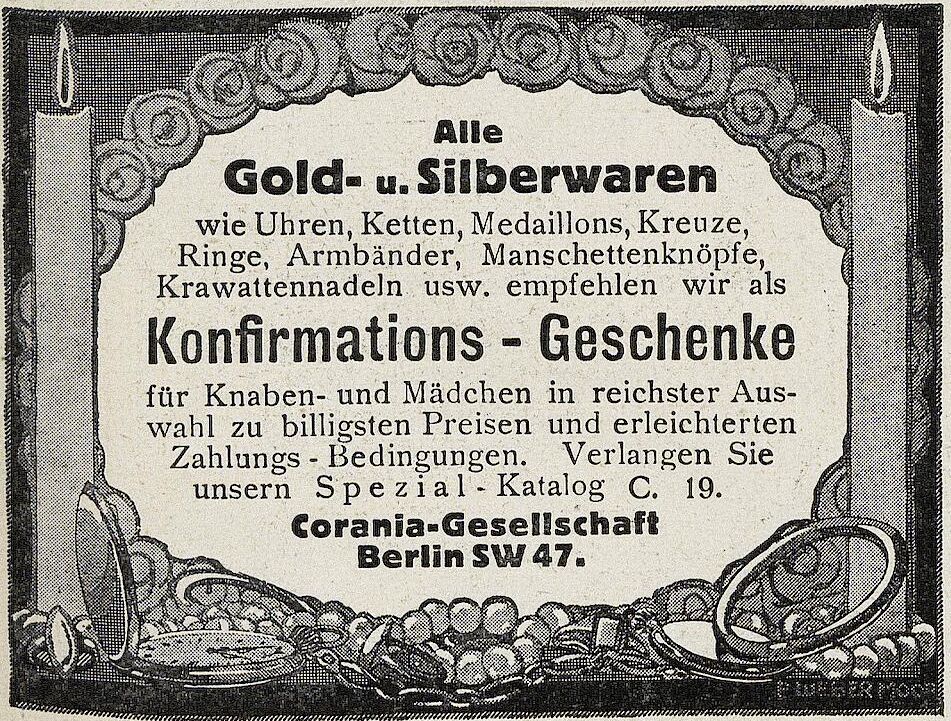 Alle
Gold- u. Silberwaren
wie Uhren, Ketten, Medaillons, Kreuze,
Ringe, Armbänder, Manschettenknöpfe,
Krawattennadeln usw. empfehlen wir als
Konfirmations - Geschenke
für Knaben- und Mädchen in reichster Aus-
wahl zu billigsten Preisen und erleichterten
Zahlungs - Bedingungen. Verlangen Sie
unsern Spezial - Katalog C. 19.
Corania-Gesellschaft
Berlin SW 47.